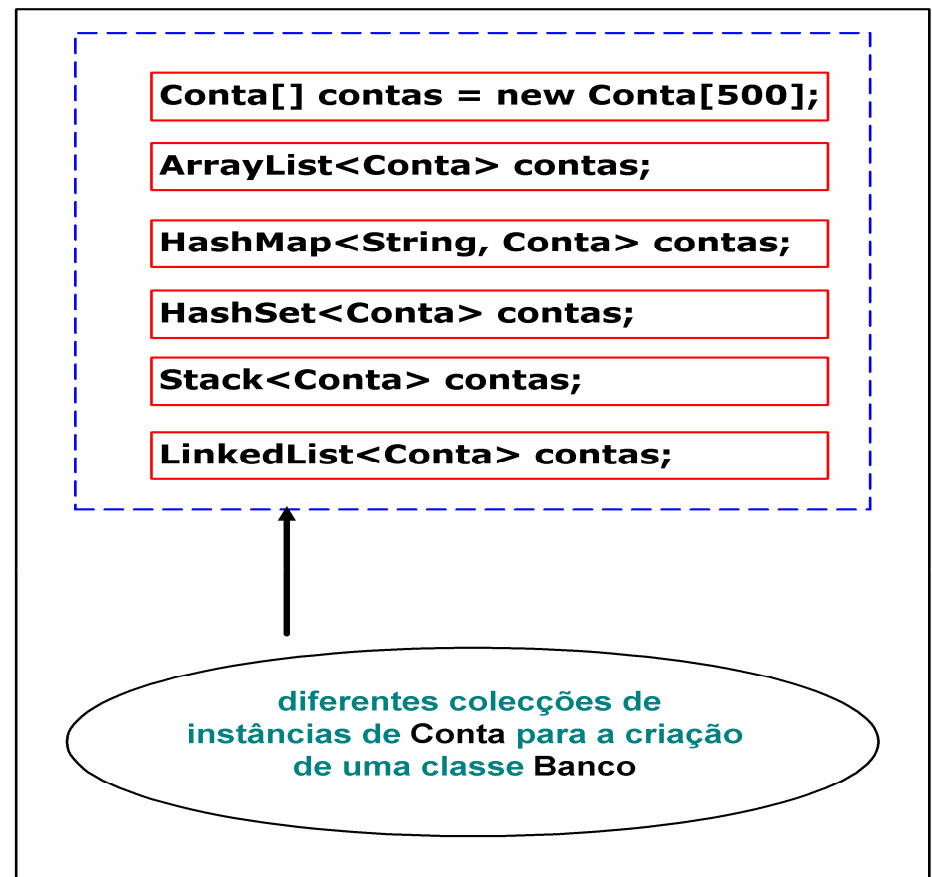 Conta[] contas = new Conta[500];
ArrayList<Conta> contas;
HashMap<String, Conta> contas;
HashSet<Conta> contas;
Stack<Conta> contas;
LinkedList<Conta> contas;
diferentes colecções de
instâncias de Conta para a criação
de uma classe Banco